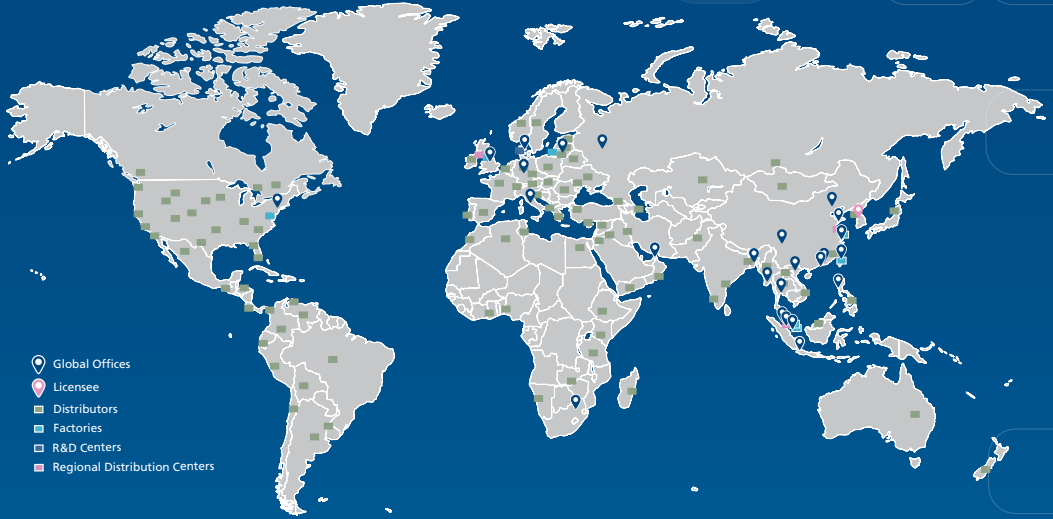 Global Offices
Licensee
Distributors
Factories
R&D Centers
Regional Distribution Centers